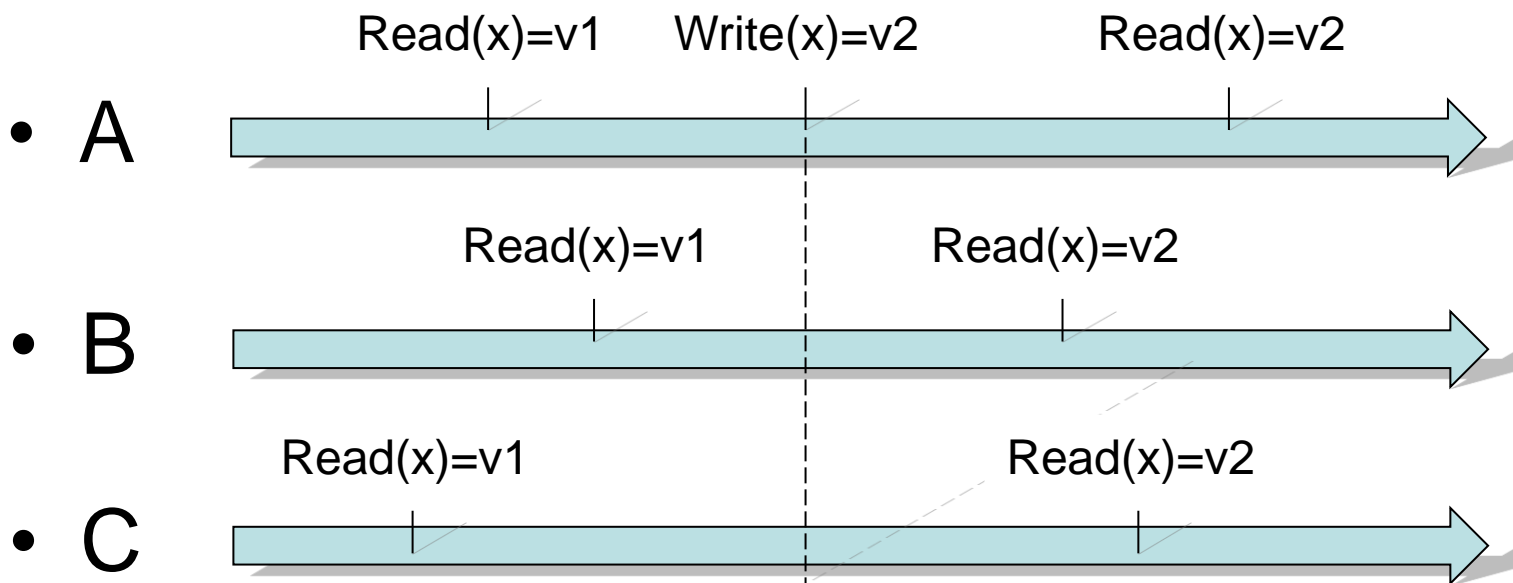 Read(x)=v1 Write(x)=v2 Read(x)=v2
• A
Read(x)=v1 Read(x)=v2
• B
Read(x)=v1 Read(x)=v2
• C